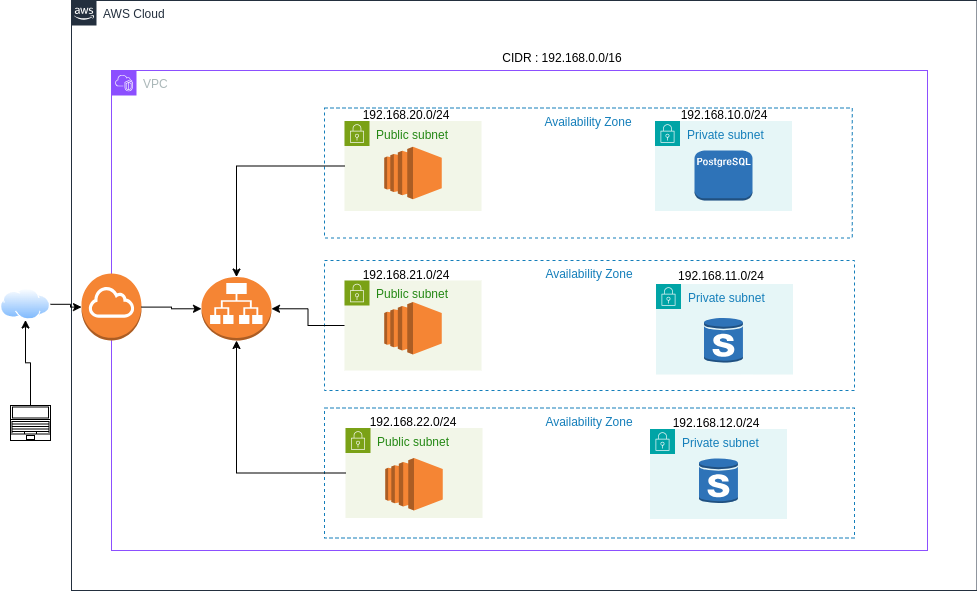 aws
AWS Cloud
CIDR : 192.168.0.0/16
VPC
192.168.20.0/24
Public subnet
Availability Zone
192.168.10.0/24
Private subnet
PostgreSQL
192.168.21.0/24
Public subnet
Availability Zone
192.168.11.0/24
Private subnet
S
192.168.22.0/24
Public subnet
Availability Zone
192.168.12.0/24
Private subnet
S